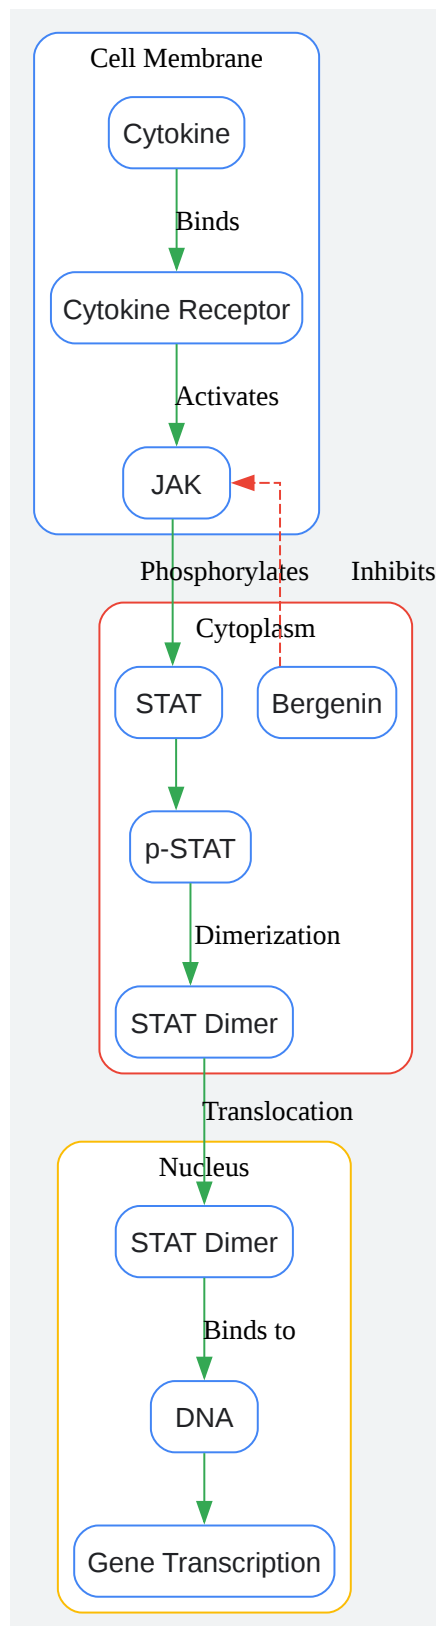 Cell Membrane
Cytokine
Binds
Cytokine Receptor
Activates
JAK
Phosphorylates
Inhibits
Cytoplasm
STAT
Bergenin
p-STAT
Dimerization
STAT Dimer
Translocation
Nucleus
STAT Dimer
Binds to
DNA
Gene Transcription